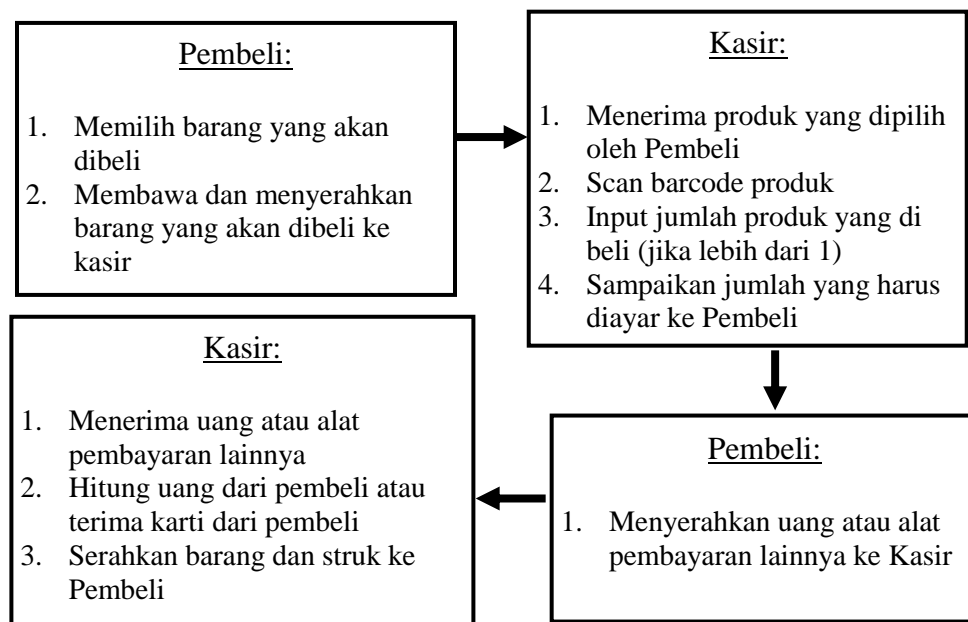 Pembeli:
1. Memilih barang yang akan
dibeli
2. Membawa dan menyerahkan
barang yang akan dibeli ke
kasir
Kasir:
1. Menerima produk yang dipilih
oleh Pembeli
2. Scan barcode produk
3. Input jumlah produk yang di
beli (jika lebih dari 1)
4. Sampaikan jumlah yang harus
diayar ke Pembeli
Pembeli:
1. Menyerahkan uang atau alat
pembayaran lainnya ke Kasir
Kasir:
1. Menerima uang atau alat
pembayaran lainnya
2. Hitung uang dari pembeli atau
terima karti dari pembeli
3. Serahkan barang dan struk ke
Pembeli